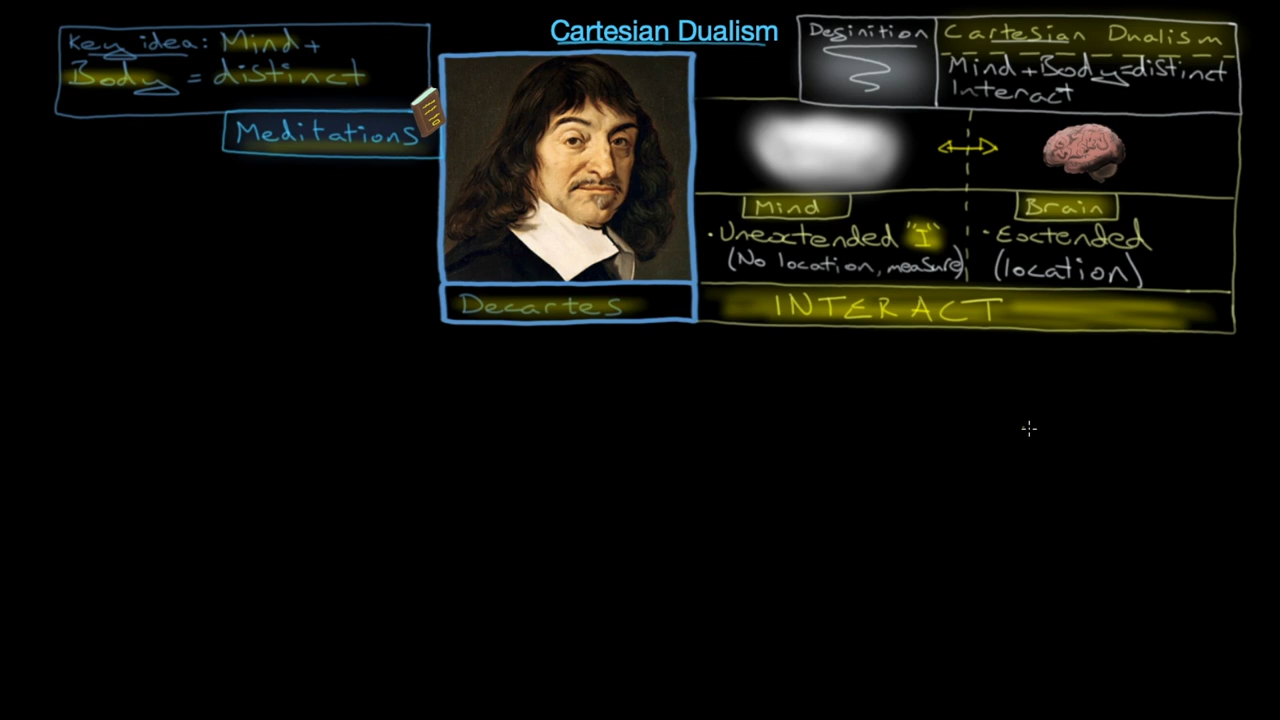 Cartesian Dualism
Key idea: Mind +
Body = distinct
Meditations
Decartes
Definition
Cartesian Dualism
Mind + Body = distinct
Interact
Mind
Brain
• Unextended "I"
(No location, measure)
• Extended
(location)
INTERACT